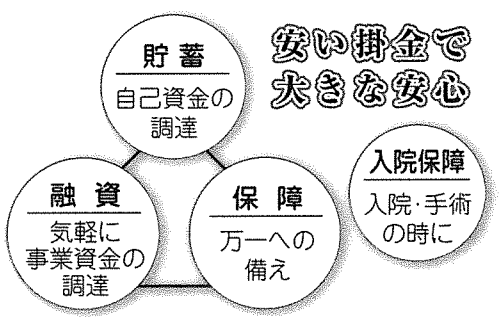 安い掛金で
大きな安心
貯蓄
自己資金の
調達
融資
気軽に
事業資金の
調達
保障
万一への
備え
入院保障
入院・手術
の時に